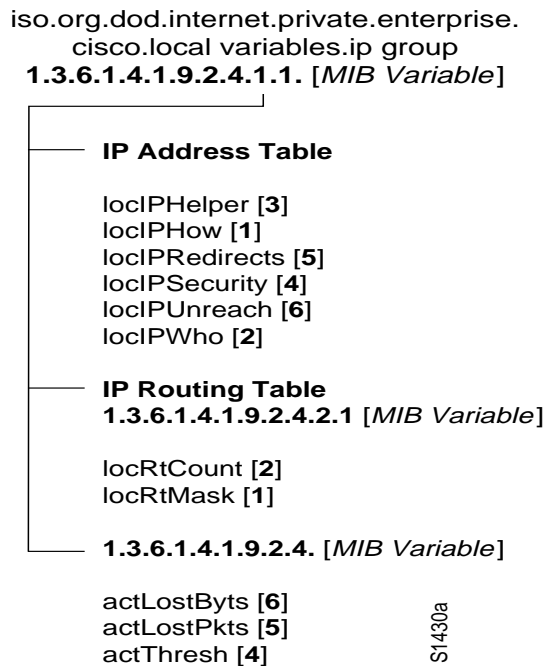 iso.org.dod.internet.private.enterprise.
cisco.local variables.ip group
1.3.6.1.4.1.9.2.4.1.1. [MIB Variable]
IP Address Table
locIPHelper [3]
locIPHow [1]
locIPRedirects [5]
locIPSecurity [4]
locIPUnreach [6]
locIPWho [2]
IP Routing Table
1.3.6.1.4.1.9.2.4.2.1 [MIB Variable]
locRtCount [2]
locRtMask [1]
1.3.6.1.4.1.9.2.4. [MIB Variable]
actLostByts [6]
actLostPkts [5]
actThresh [4]
S1430a